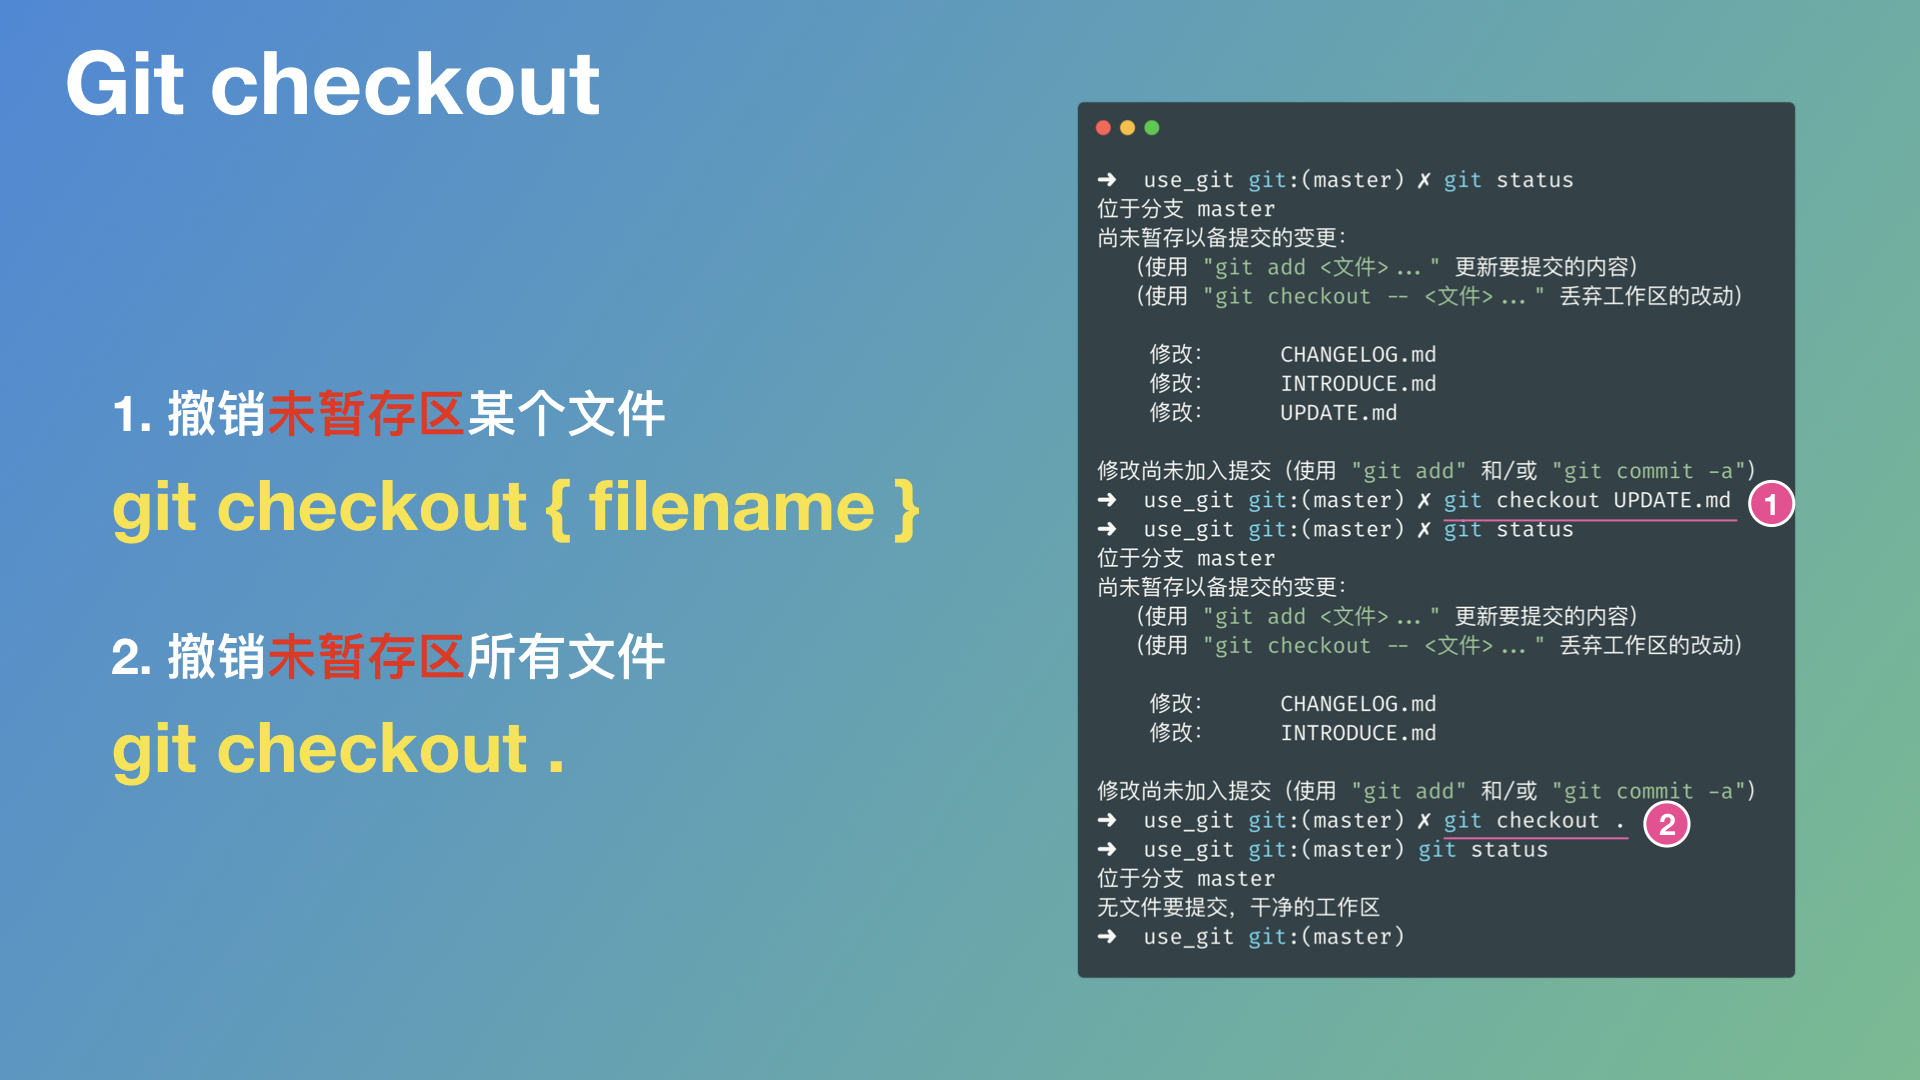 Git checkout
1. 撤销未暂存区某个文件
git checkout { filename }
2. 撤销未暂存区所有文件
git checkout .
➜ use_git git:(master) ✗ git status
位于分支 master
尚未暂存以备提交的变更：
（使用 "git add <文件>..." 更新要提交的内容）
（使用 "git checkout -- <文件>..." 丢弃工作区的改动）
修改： CHANGELOG.md
修改： INTRODUCE.md
修改： UPDATE.md
修改尚未加入提交（使用 "git add" 和/或 "git commit -a"）
➜ use_git git:(master) ✗ git checkout UPDATE.md 1
➜ use_git git:(master) ✗ git status
位于分支 master
尚未暂存以备提交的变更：
（使用 "git add <文件>..." 更新要提交的内容）
（使用 "git checkout -- <文件>..." 丢弃工作区的改动）
修改： CHANGELOG.md
修改： INTRODUCE.md
修改尚未加入提交（使用 "git add" 和/或 "git commit -a"）
➜ use_git git:(master) ✗ git checkout . 2
➜ use_git git:(master) git status
位于分支 master
无文件要提交，干净的工作区
➜ use_git git:(master)